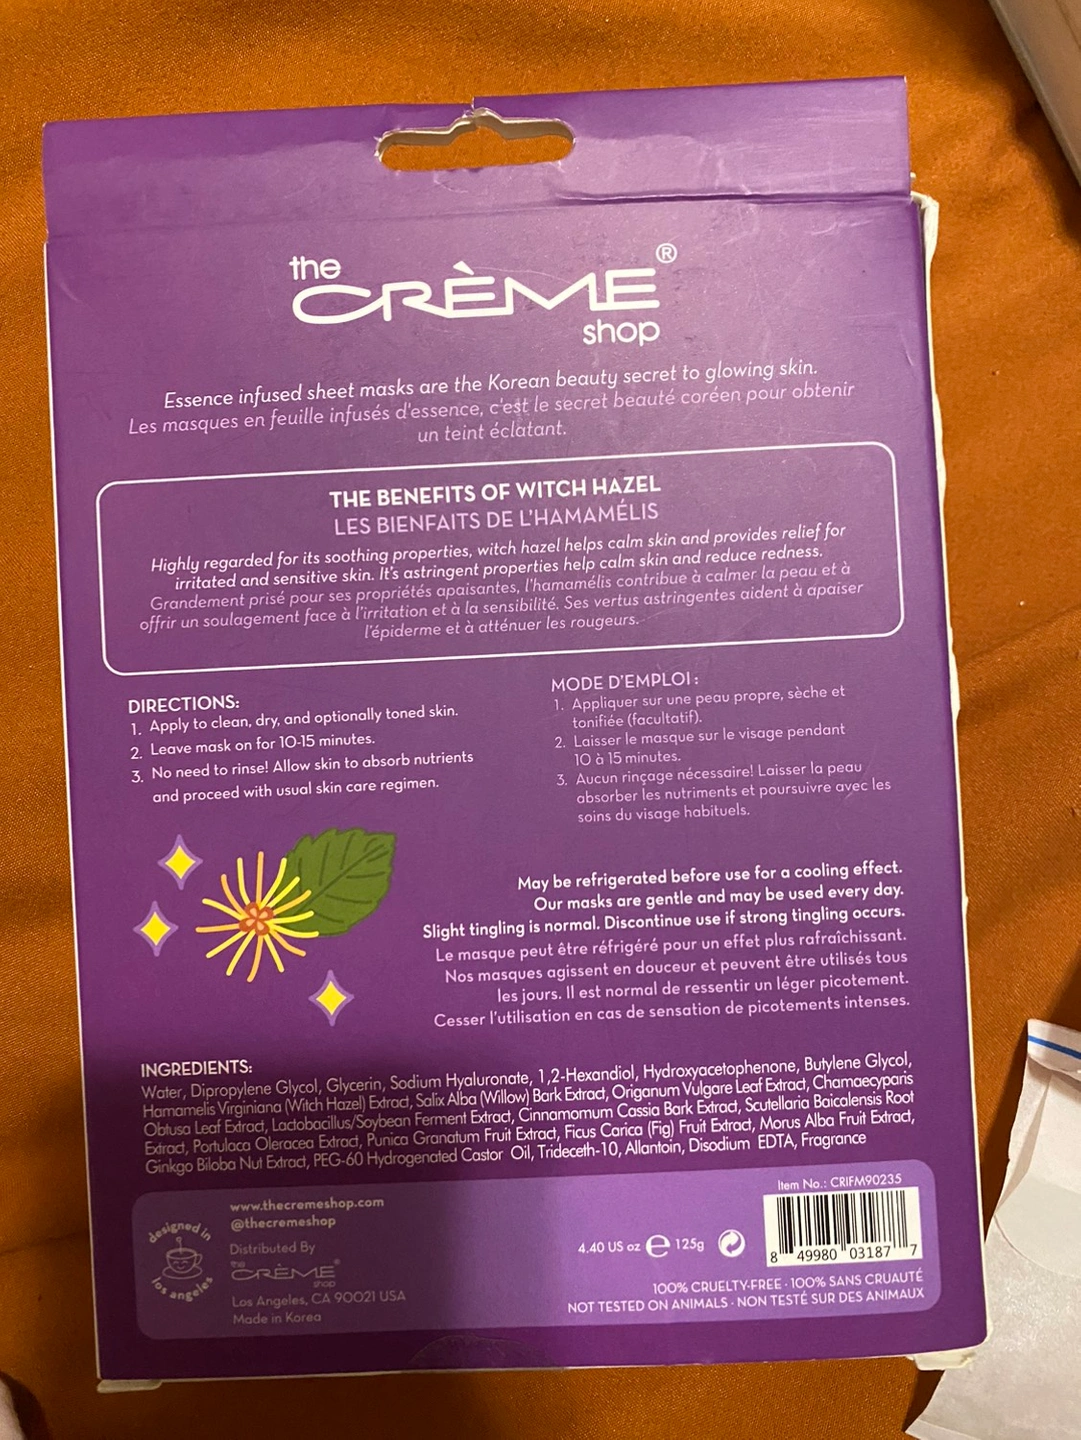 the
CRÈME®
shop
Essence infused sheet masks are the Korean beauty secret to glowing skin.
Les masques en feuille infusés d'essence, c'est le secret beauté coréen pour obtenir
un teint éclatant.
THE BENEFITS OF WITCH HAZEL
LES BIENFAITS DE L'HAMAMÉLIS
Highly regarded for its soothing properties, witch hazel helps calm skin and provides relief for
irritated and sensitive skin. It's astringent properties help calm skin and reduce redness.
Grandement prisé pour ses propriétés apaisantes, l'hamamélis contribue à calmer la peau et à
offrir un soulagement face à l'irritation et à la sensibilité. Ses vertus astringentes aident à apaiser
l'épiderme et à atténuer les rougeurs.
DIRECTIONS:
1. Apply to clean, dry, and optionally toned skin.
2. Leave mask on for 10-15 minutes.
3. No need to rinse! Allow skin to absorb nutrients
and proceed with usual skin care regimen.
MODE D'EMPLOI :
1. Appliquer sur une peau propre, sèche et
tonifiée (facultatif).
2. Laisser le masque sur le visage pendant
10 à 15 minutes.
3. Aucun rinçage nécessaire! Laisser la peau
absorber les nutriments et poursuivre avec les
soins du visage habituels.
May be refrigerated before use for a cooling effect.
Our masks are gentle and may be used every day.
Slight tingling is normal. Discontinue use if strong tingling occurs.
Le masque peut être réfrigéré pour un effet plus rafraîchissant.
Nos masques agissent en douceur et peuvent être utilisés tous
les jours. Il est normal de ressentir un léger picotement.
Cesser l'utilisation en cas de sensation de picotements intenses.
INGREDIENTS:
Water, Dipropylene Glycol, Glycerin, Sodium Hyaluronate, 1,2-Hexandiol, Hydroxyacetophenone, Butylene Glycol,
Hamamelis Virginiana (Witch Hazel) Extract, Salix Alba (Willow) Bark Extract, Origanum Vulgare Leaf Extract, Chamaecyparis
Obtusa Leaf Extract, Lactobacillus/Soybean Ferment Extract, Cinnamomum Cassia Bark Extract, Scutellaria Baicalensis Root
Extract, Portulaca Oleracea Extract, Punica Granatum Fruit Extract, Ficus Carica (Fig) Fruit Extract, Morus Alba Fruit Extract,
Ginkgo Biloba Nut Extract, PEG-60 Hydrogenated Castor Oil, Trideceth-10, Allantoin, Disodium EDTA, Fragrance
designed in
los angeles
www.thecremeshop.com
@thecremeshop
Distributed By
the
CRÈME®
shop
Los Angeles, CA 90021 USA
Made in Korea
4.40 US oz e 125g
Item No.: CRIFM90235
8 49980 03187 7
100% CRUELTY-FREE · 100% SANS CRUAUTÉ
NOT TESTED ON ANIMALS · NON TESTÉ SUR DES ANIMAUX